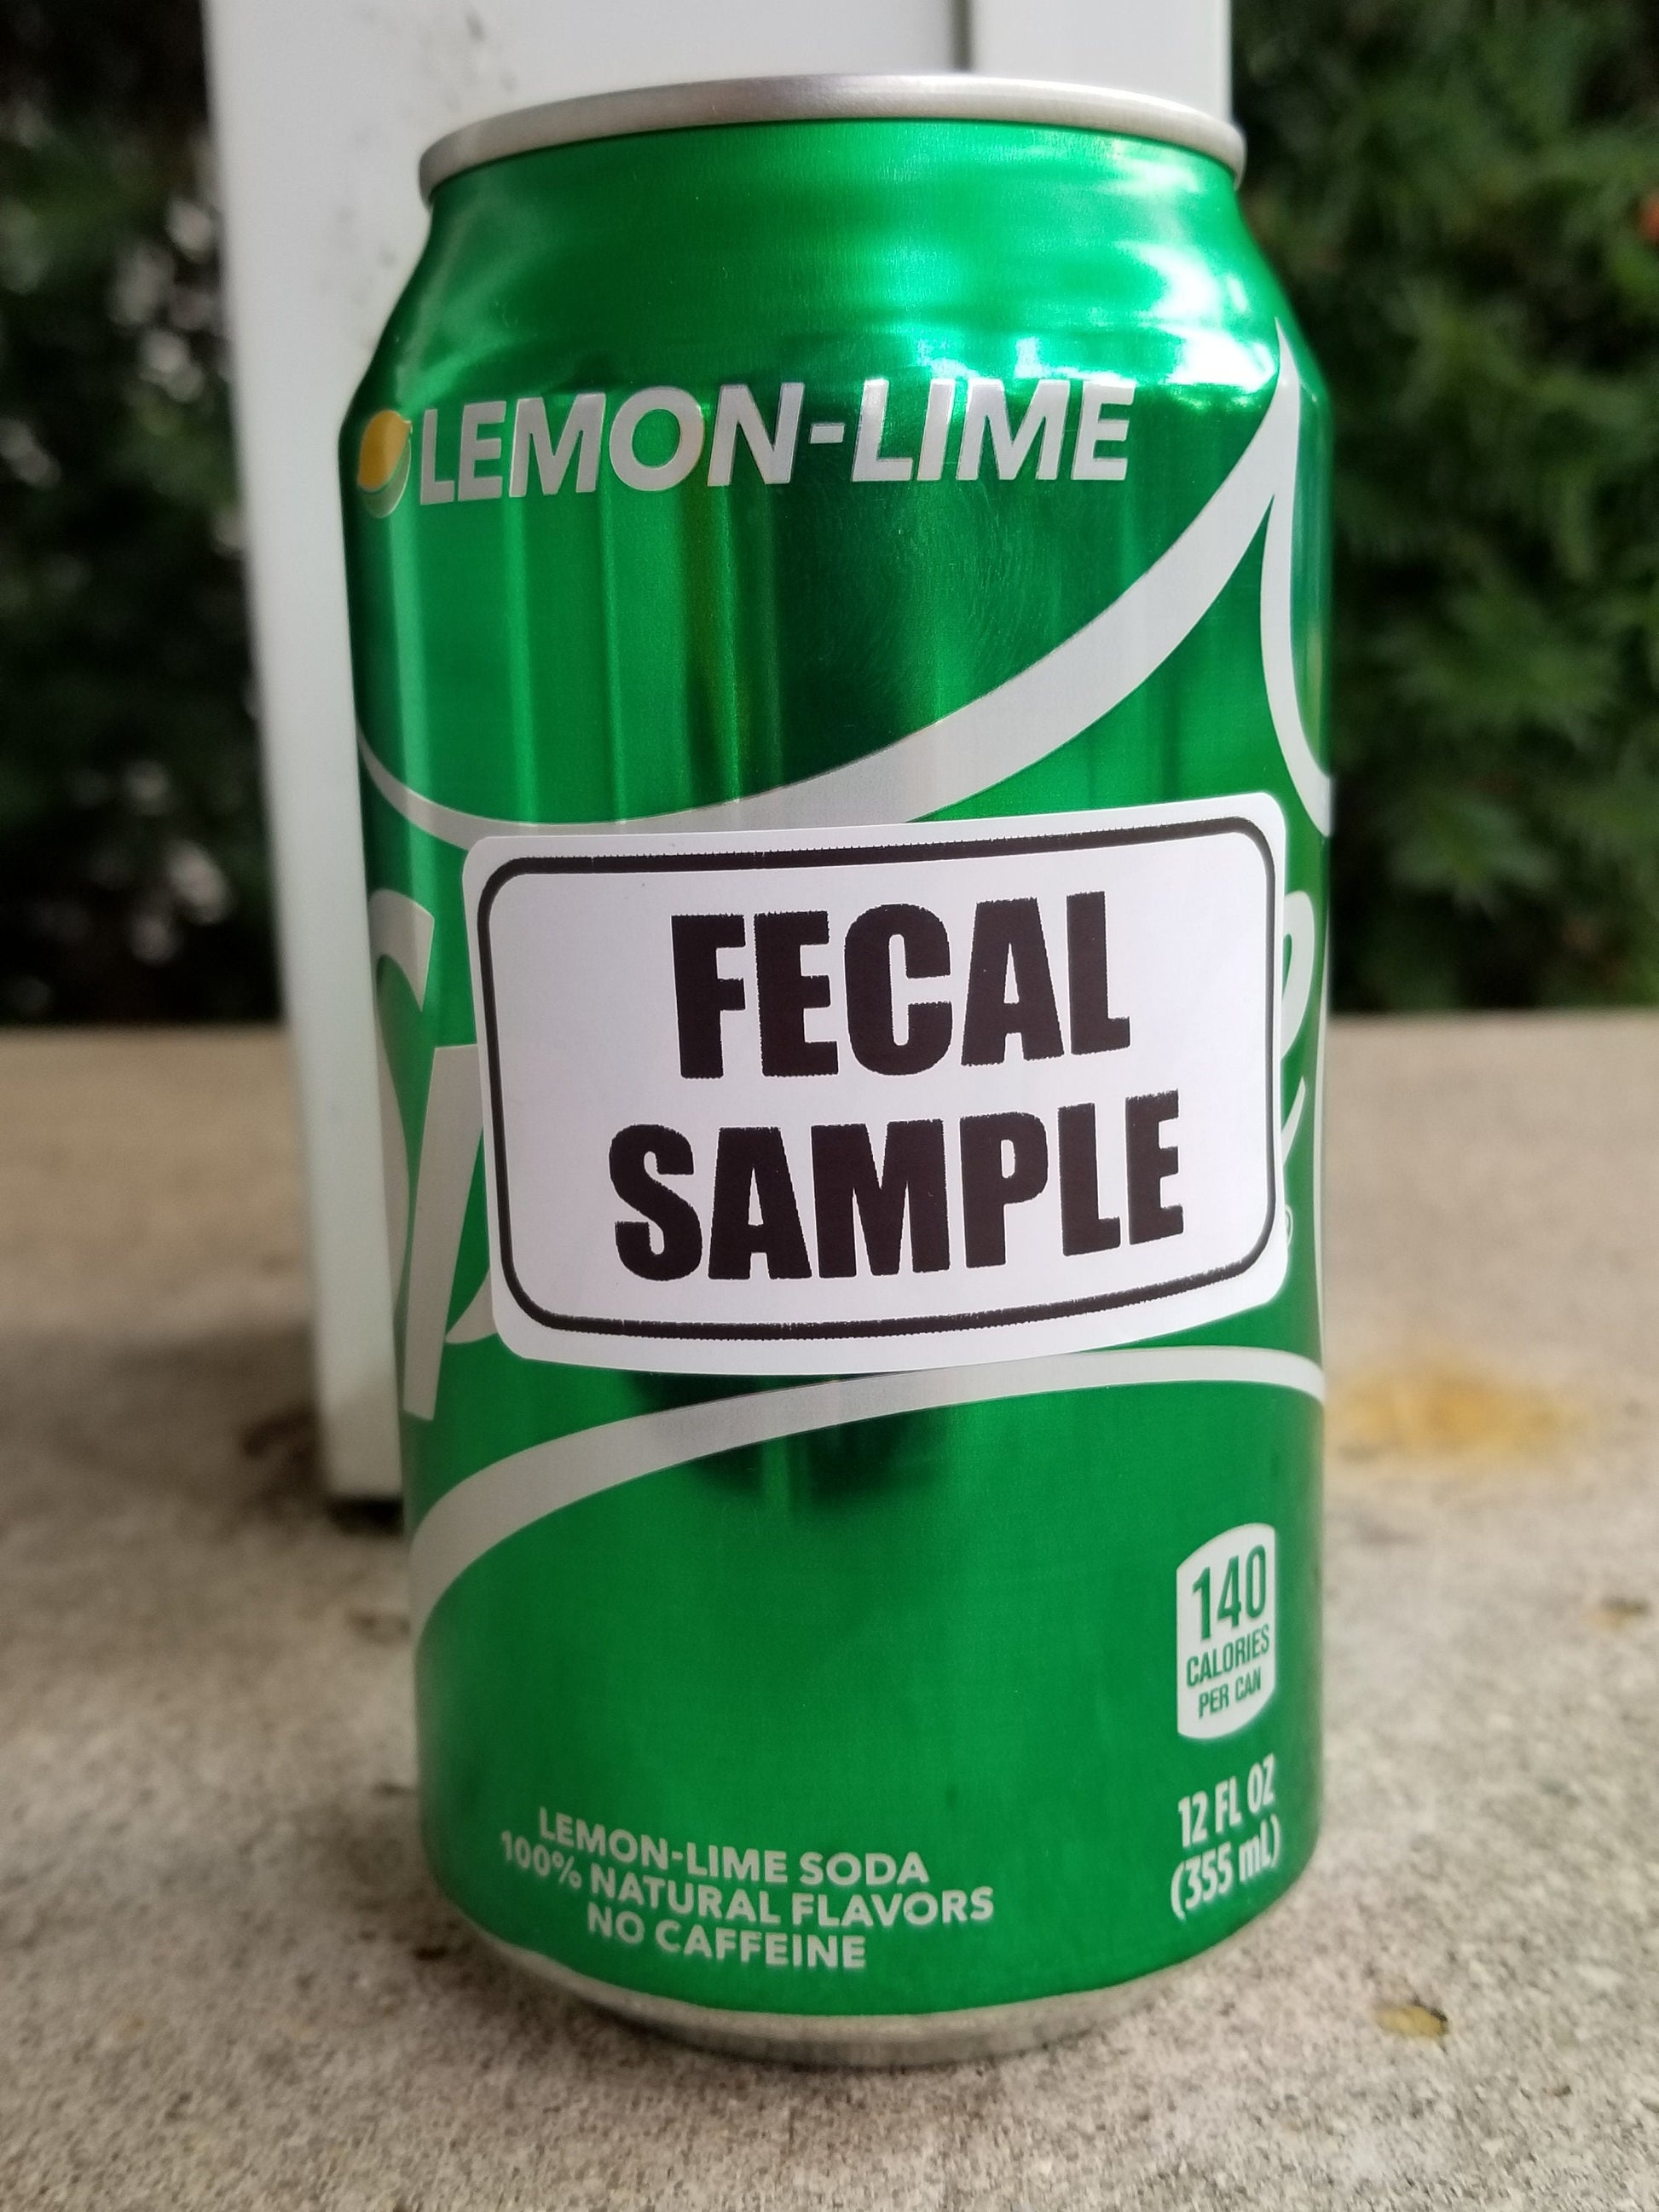 LEMON-LIME
FECAL
SAMPLE
140
CALORIES
PER CAN
12 FL OZ
(355 mL)
LEMON-LIME SODA
100% NATURAL FLAVORS
NO CAFFEINE